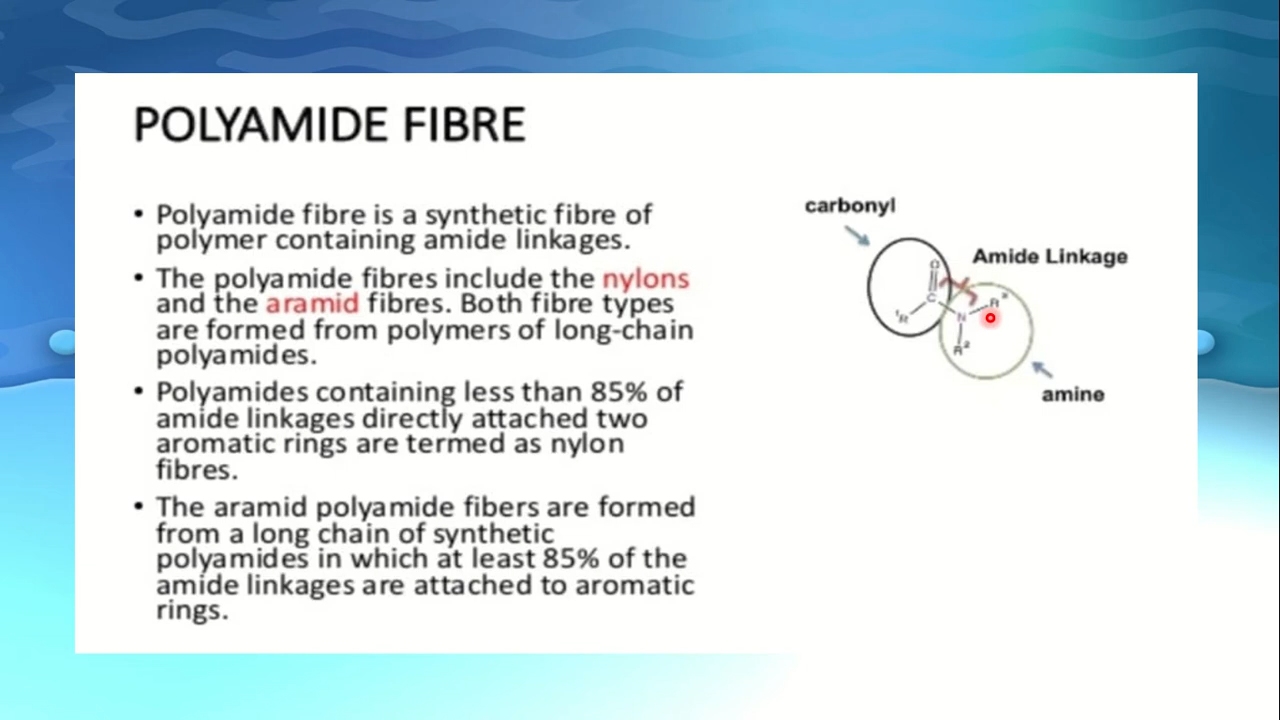 POLYAMIDE FIBRE
• Polyamide fibre is a synthetic fibre of
polymer containing amide linkages.
• The polyamide fibres include the nylons
and the aramid fibres. Both fibre types
are formed from polymers of long-chain
polyamides.
• Polyamides containing less than 85% of
amide linkages directly attached two
aromatic rings are termed as nylon
fibres.
• The aramid polyamide fibers are formed
from a long chain of synthetic
polyamides in which at least 85% of the
amide linkages are attached to aromatic
rings.
carbonyl
Amide Linkage
O
C
N
R²
amine